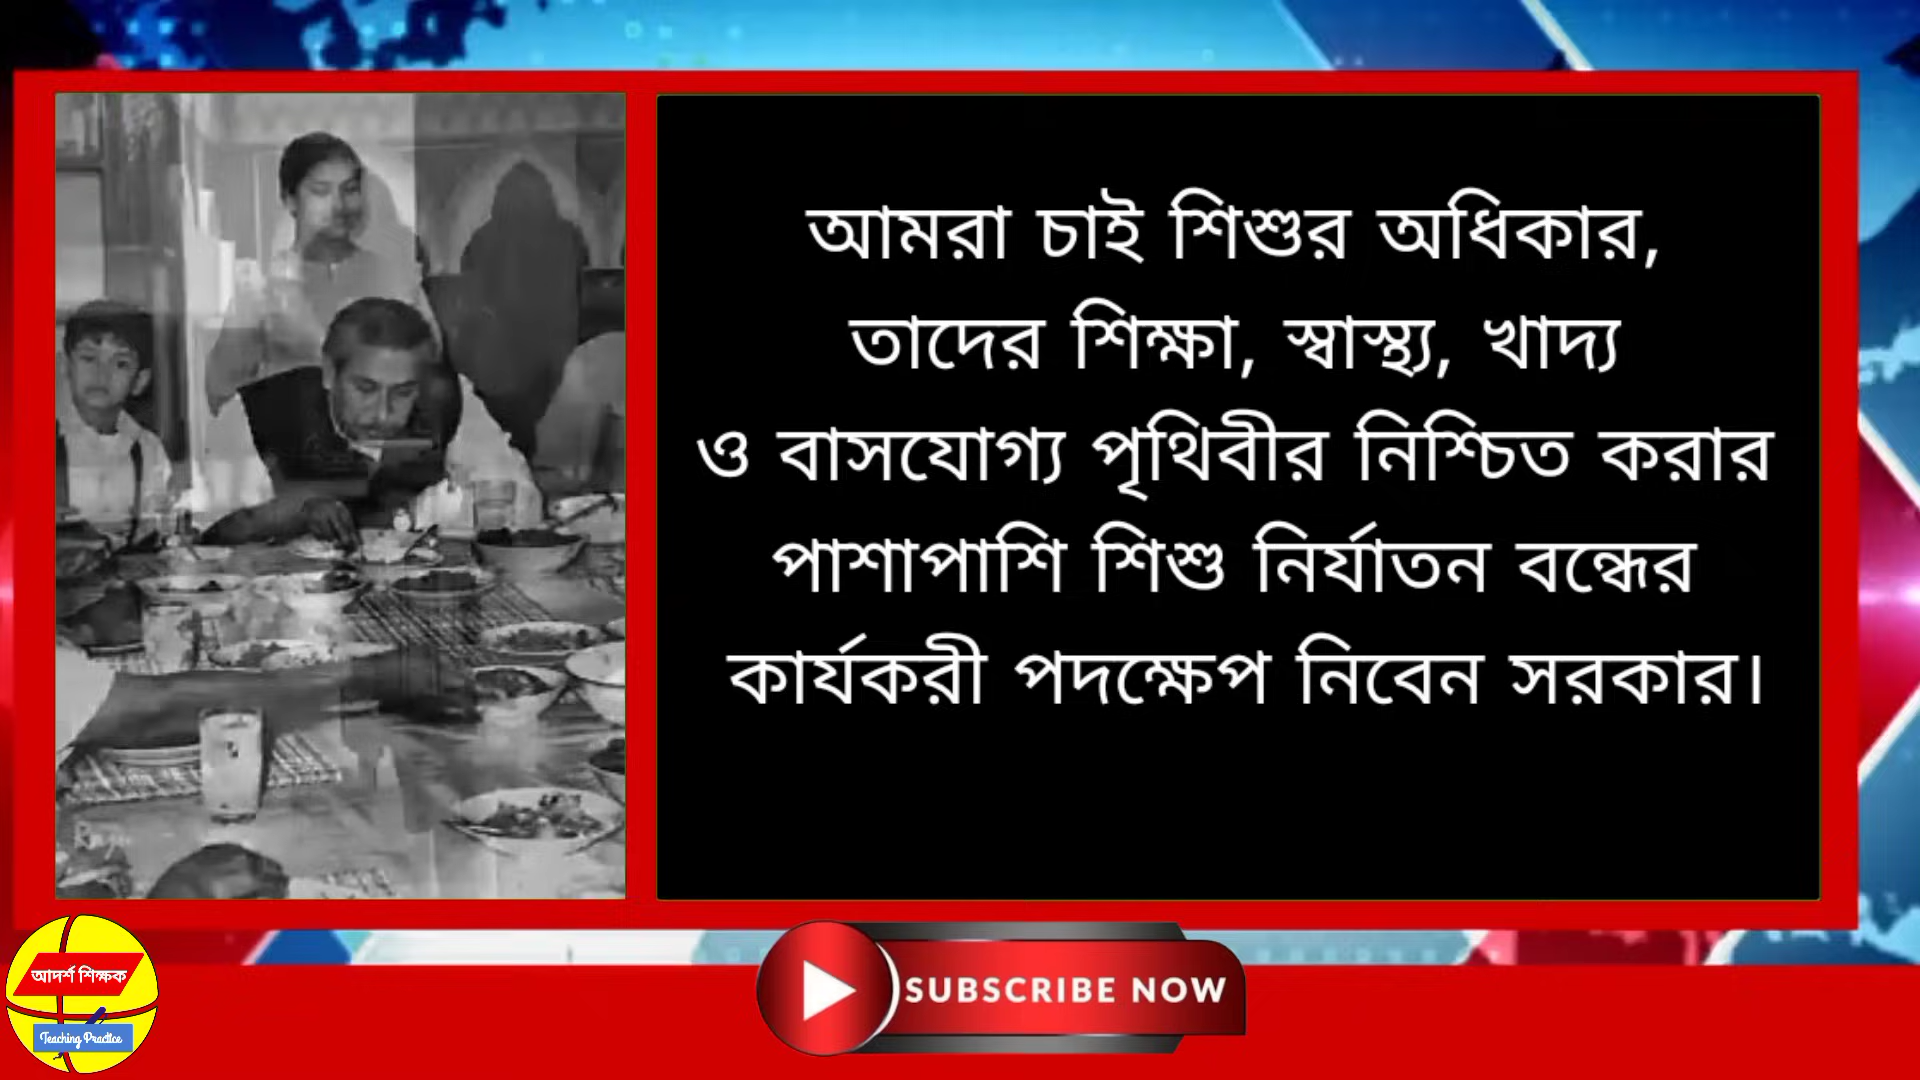 আমরা চাই শিশুর অধিকার,
তাদের শিক্ষা, স্বাস্থ্য, খাদ্য
ও বাসযোগ্য পৃথিবীর নিশ্চিত করার
পাশাপাশি শিশু নির্যাতন বন্ধের
কার্যকরী পদক্ষেপ নিবেন সরকার।
আদর্শ শিক্ষক
Teaching Practice
SUBSCRIBE NOW